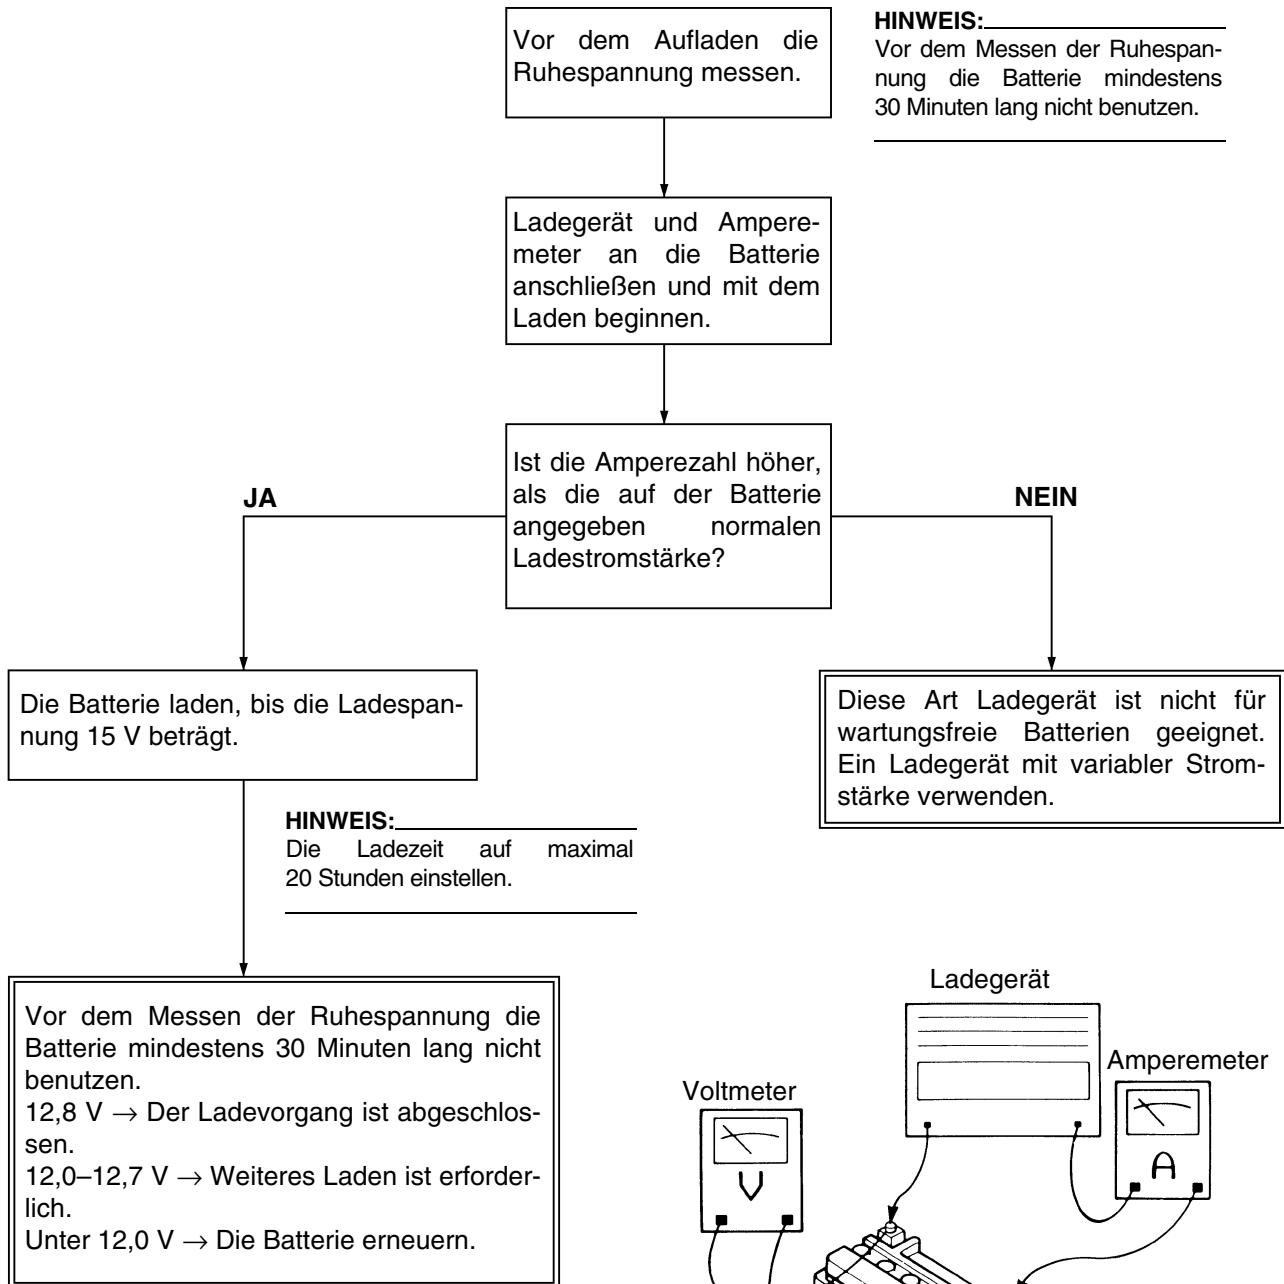 Vor dem Aufladen die
Ruhespannung messen.
HINWEIS:
Vor dem Messen der Ruhespan-
nung die Batterie mindestens
30 Minuten lang nicht benutzen.
Ladegerät und Ampere-
meter an die Batterie
anschließen und mit dem
Laden beginnen.
Ist die Amperezahl höher,
als die auf der Batterie
angegeben normalen
Ladestromstärke?
JA
NEIN
Die Batterie laden, bis die Ladespan-
nung 15 V beträgt.
Diese Art Ladegerät ist nicht für
wartungsfreie Batterien geeignet.
Ein Ladegerät mit variabler Strom-
stärke verwenden.
HINWEIS:
Die Ladezeit auf maximal
20 Stunden einstellen.
Vor dem Messen der Ruhespannung die
Batterie mindestens 30 Minuten lang nicht
benutzen.
12,8 V → Der Ladevorgang ist abgeschlos-
sen.
12,0–12,7 V → Weiteres Laden ist erforder-
lich.
Unter 12,0 V → Die Batterie erneuern.
Ladegerät
Amperemeter
Voltmeter
V
A